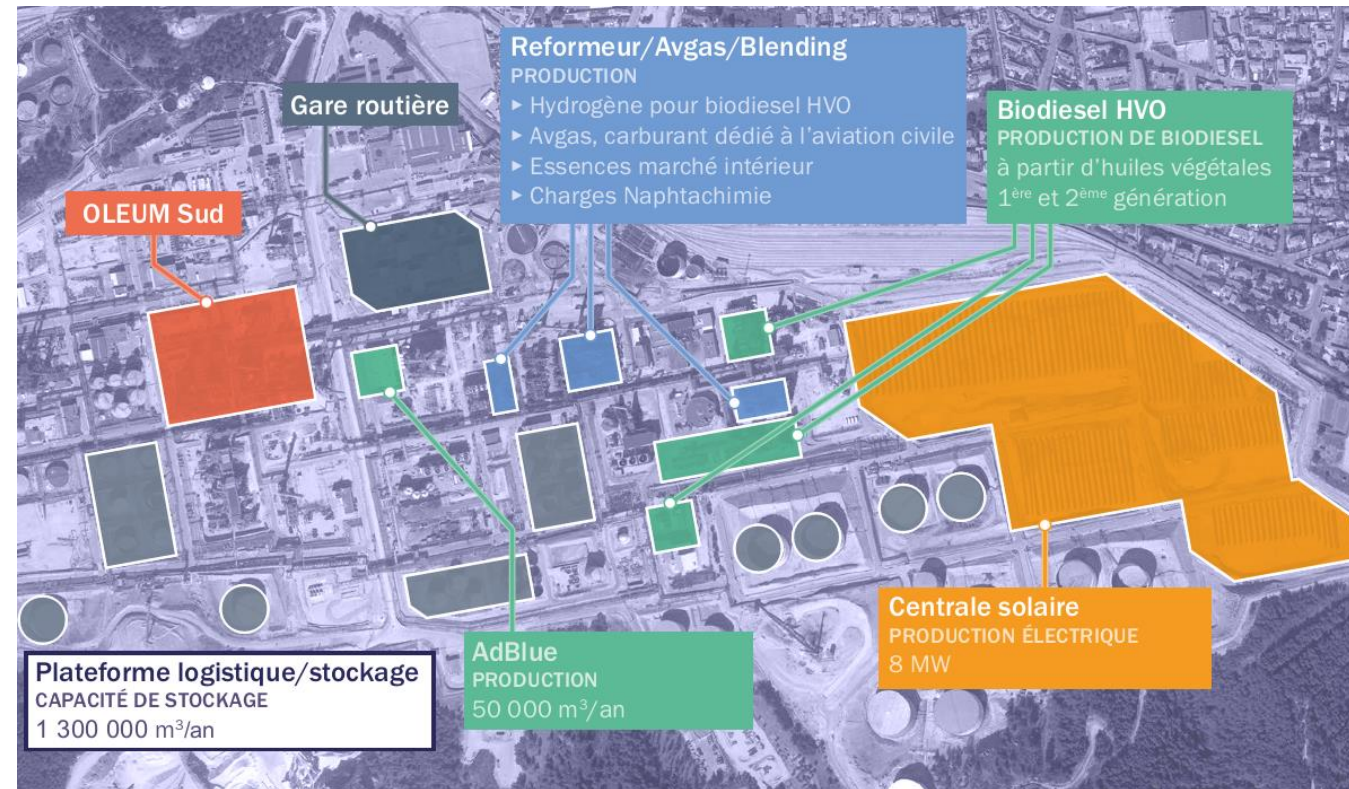 Reformeur/Avgas/Blending
PRODUCTION
▸ Hydrogène pour biodiesel HVO
▸ Avgas, carburant dédié à l'aviation civile
▸ Essences marché intérieur
▸ Charges Naphtachimie
Gare routière
Biodiesel HVO
PRODUCTION DE BIODIESEL
à partir d'huiles végétales
1ère et 2ème génération
OLEUM Sud
Centrale solaire
PRODUCTION ÉLECTRIQUE
8 MW
AdBlue
PRODUCTION
50 000 m³/an
Plateforme logistique/stockage
CAPACITÉ DE STOCKAGE
1 300 000 m³/an